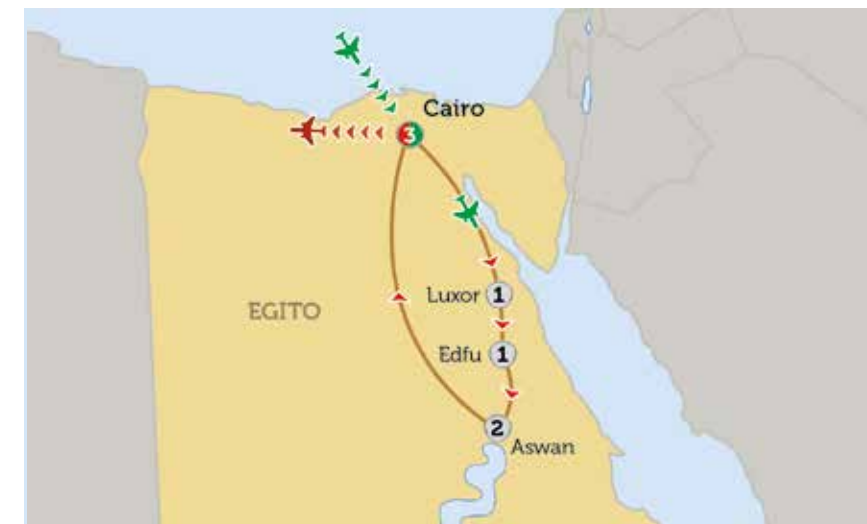 Cairo
3
Luxor 1
EGITO
Edfu 1
2
Aswan